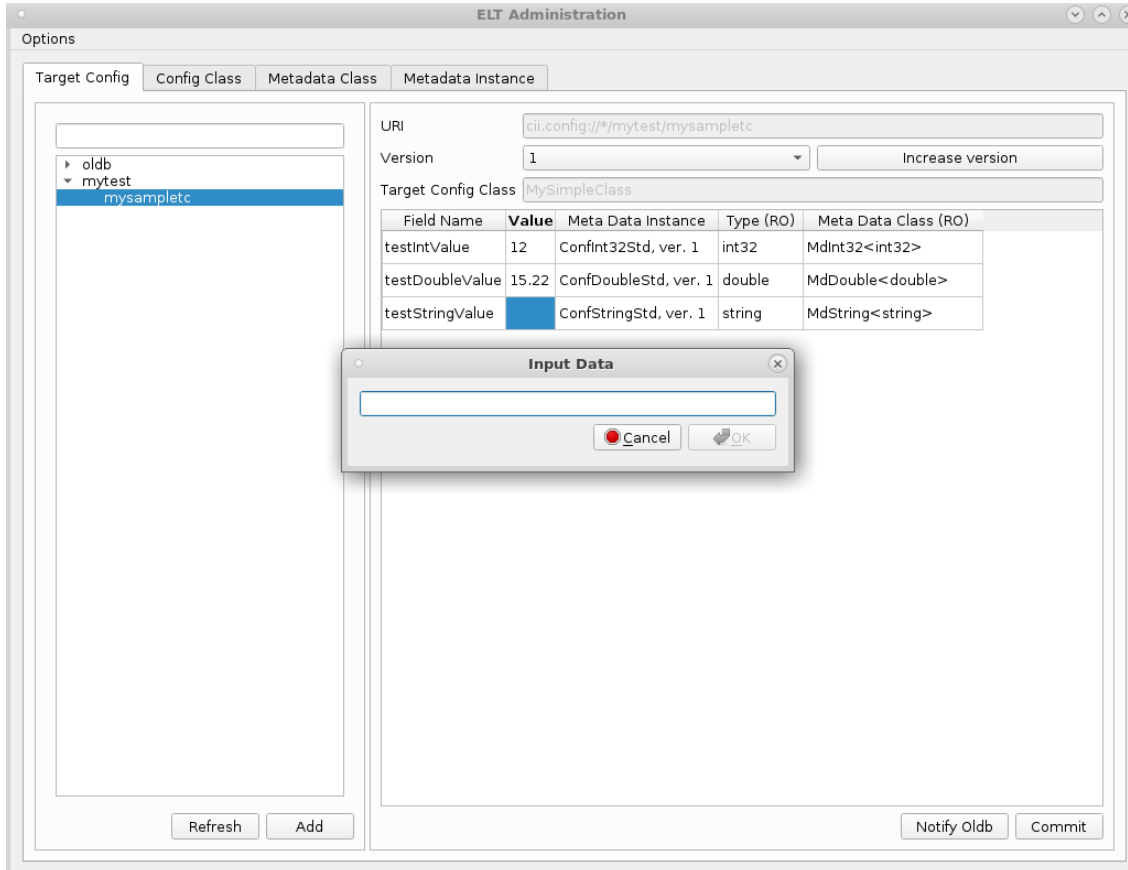 ELT Administration
Options
Target Config
Config Class
Metadata Class
Metadata Instance
oldb
mytest
mysampletc
Refresh
Add
URI cii.config://*/mytest/mysampletc
Version 1 Increase version
Target Config Class MySimpleClass
Field Name Value Meta Data Instance Type (RO) Meta Data Class (RO)
testIntValue 12 ConfInt32Std, ver. 1 int32 MdInt32<int32>
testDoubleValue 15.22 ConfDoubleStd, ver. 1 double MdDouble<double>
testStringValue ConfStringStd, ver. 1 string MdString<string>
Input Data
Cancel OK
Notify Oldb Commit